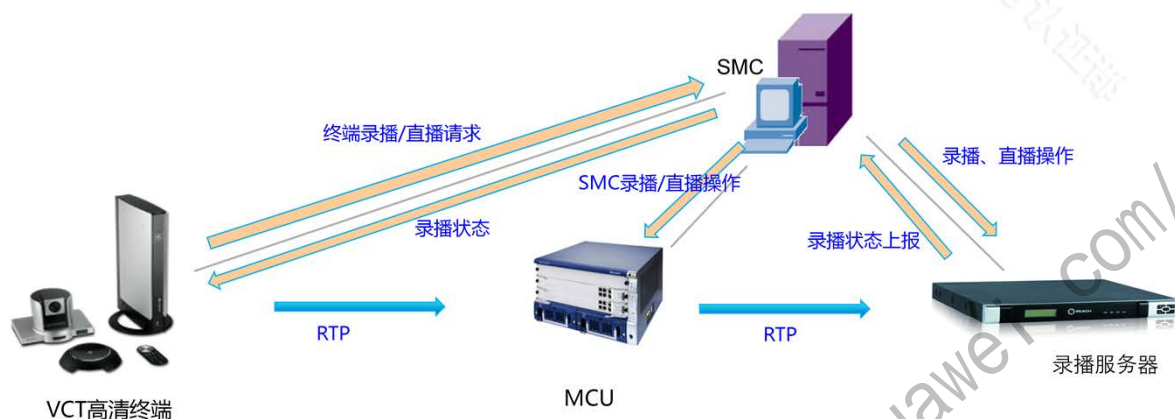 SMC
终端录播/直播请求
录播、直播操作
SMC录播/直播操作
录播状态
录播状态上报
RTP
RTP
录播服务器
VCT高清终端
MCU